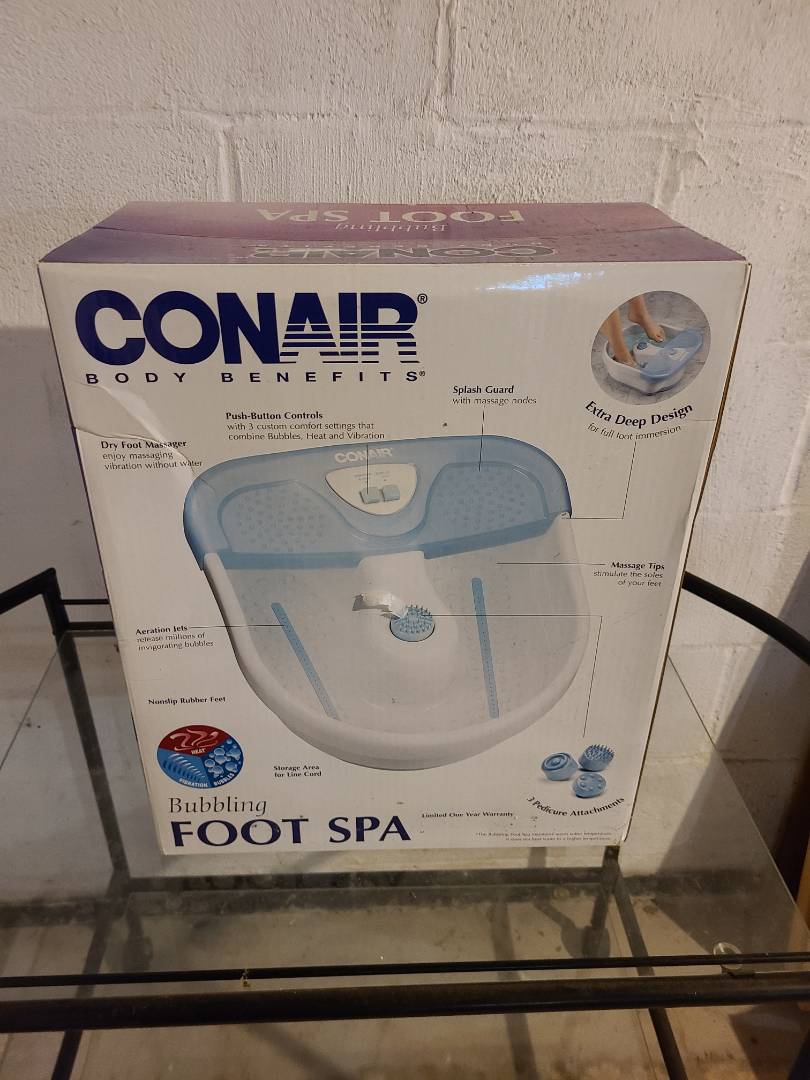 Bubbling
FOOT SPA
CONAIR
CONAIR®
BODY BENEFITS®
Extra Deep Design
for full foot immersion
Splash Guard
with massage nodes
Push-Button Controls
with 3 custom comfort settings that
combine Bubbles, Heat and Vibration
Dry Foot Massager
enjoy massaging
vibration without water
CONAIR
Massage Tips
stimulate the soles
of your feet
Aeration Jets
release millions of
invigorating bubbles
Nonslip Rubber Feet
HEAT*
VIBRATION
BUBBLES
Storage Area
for Line Cord
3 Pedicure Attachments
Bubbling
FOOT SPA
Limited One Year Warranty